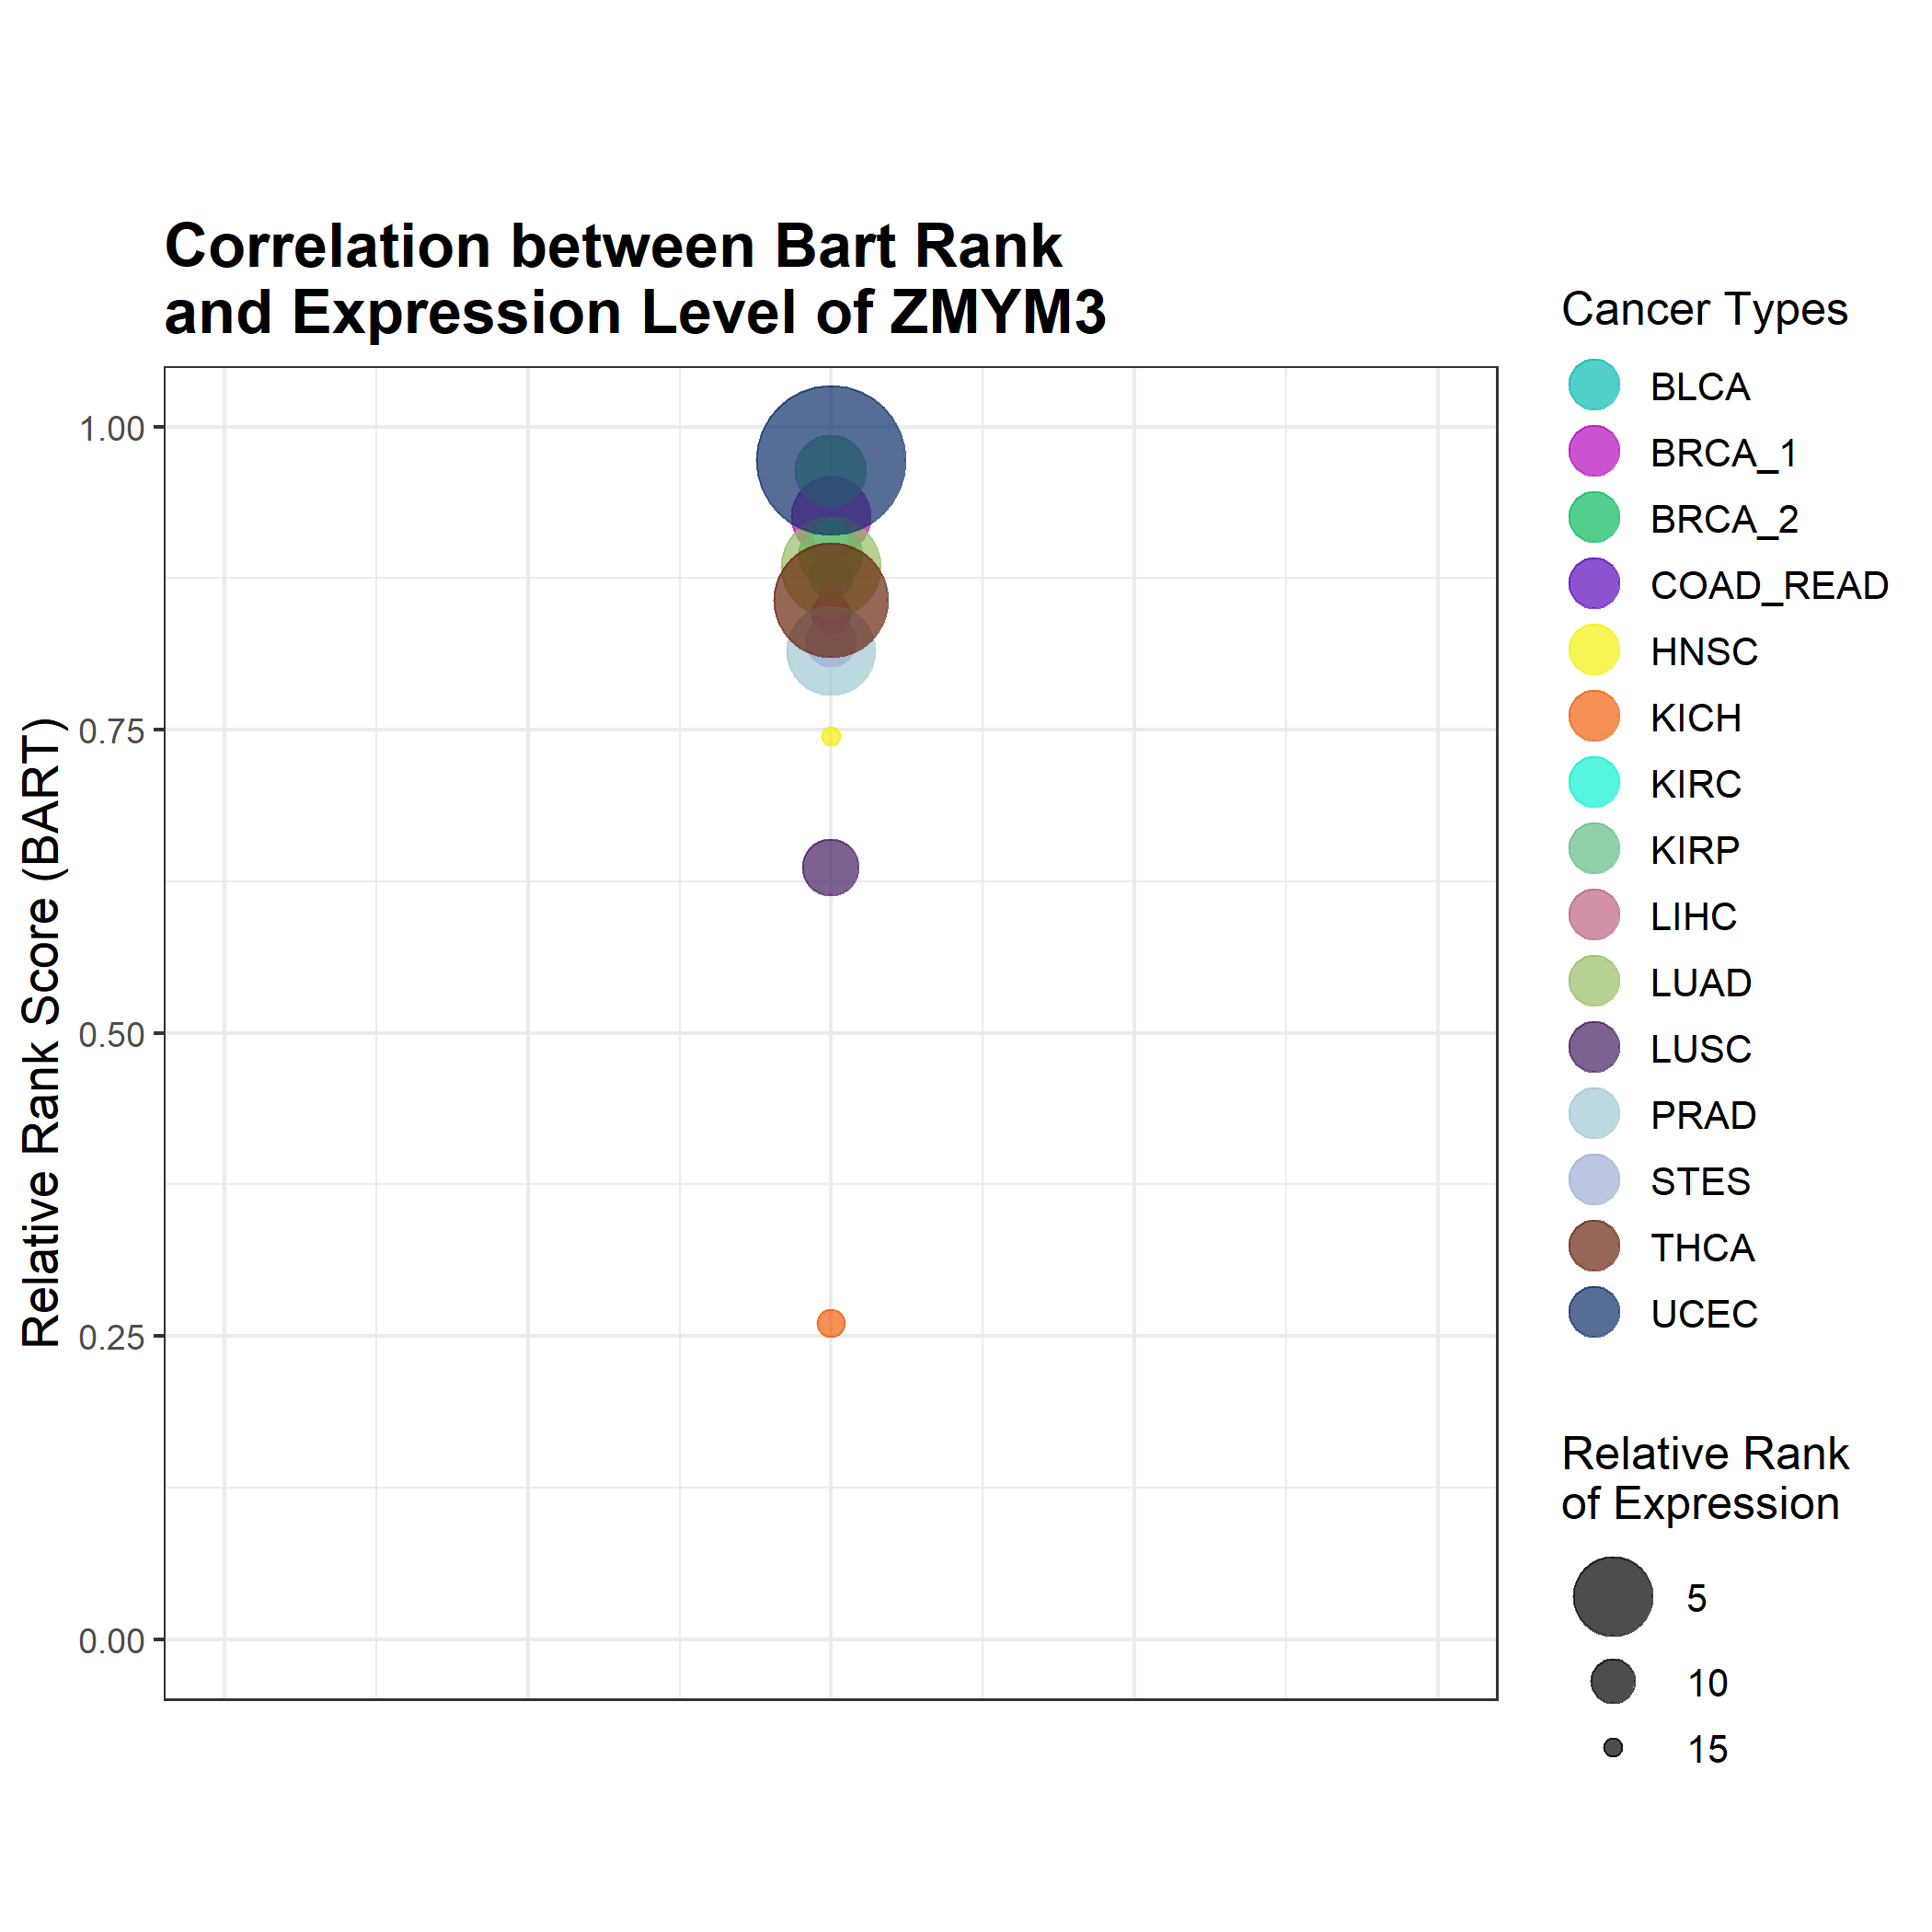 Correlation between Bart Rank
and Expression Level of ZMYM3
Relative Rank Score (BART)
1.00
0.75
0.50
0.25
0.00
Cancer Types
BLCA
BRCA_1
BRCA_2
COAD_READ
HNSC
KICH
KIRC
KIRP
LIHC
LUAD
LUSC
PRAD
STES
THCA
UCEC
Relative Rank
of Expression
5
10
15